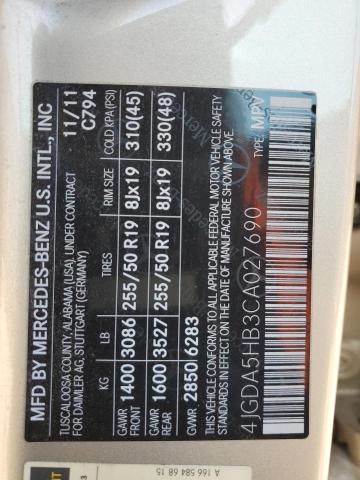 MFD BY MERCEDES-BENZ U.S. INTL., INC
TUSCALOOSA COUNTY, ALABAMA (USA), UNDER CONTRACT
FOR DAIMLER AG, STUTTGART (GERMANY)
11/11
C794
KG LB TIRES RIM SIZE COLD KPA(PSI)
GAWR FRONT 1400 3086 255/50 R19 8Jx19 310(45)
GAWR REAR 1600 3527 255/50 R19 8Jx19 330(48)
GVWR 2850 6283
THIS VEHICLE CONFORMS TO ALL APPLICABLE FEDERAL MOTOR VEHICLE SAFETY
STANDARDS IN EFFECT ON THE DATE OF MANUFACTURE SHOWN ABOVE.
4JGDA5HB3CA027690
TYPE: MPV
A 166 584 68 15